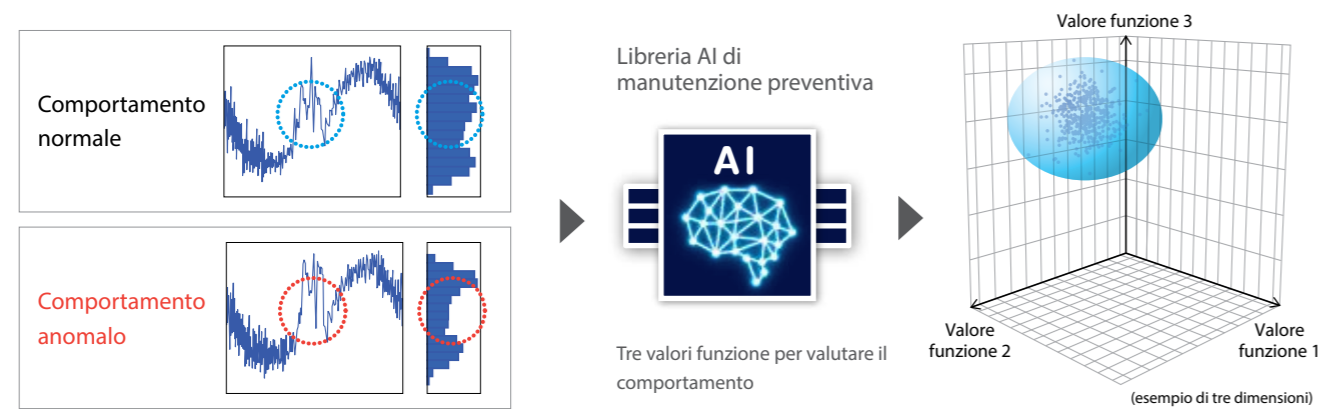 Comportamento
normale
Comportamento
anomalo
Libreria AI di
manutenzione preventiva
AI
Tre valori funzione per valutare il
comportamento
Valore funzione 3
Valore
funzione 2
Valore
funzione 1
(esempio di tre dimensioni)